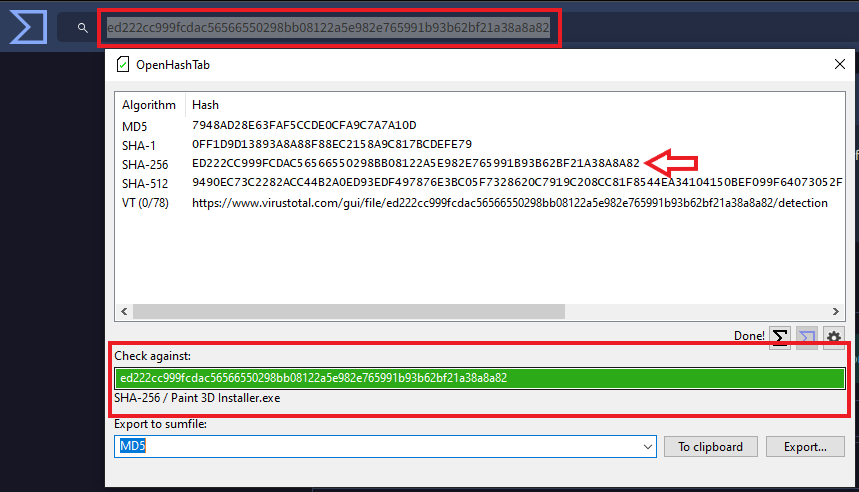 ed222cc999fcdac56566550298bb08122a5e982e765991b93b62bf21a38a8a82
OpenHashTab
Algorithm Hash
MD5 7948AD28E63FAF5CCDE0CFA9C7A7A10D
SHA-1 0FF1D9D13893A8A88F88EC2158A9C817BCDEFE79
SHA-256 ED222CC999FCDAC56566550298BB08122A5E982E765991B93B62BF21A38A8A82
SHA-512 9490EC73C2282ACC44B2A0ED93EDF497876E3BC05F7328620C7919C208CC81F8544EA34104150BEF099F64073052F
VT (0/78) https://www.virustotal.com/gui/file/ed222cc999fcdac56566550298bb08122a5e982e765991b93b62bf21a38a8a82/detection
Done!
Check against:
ed222cc999fcdac56566550298bb08122a5e982e765991b93b62bf21a38a8a82
SHA-256 / Paint 3D Installer.exe
Export to sumfile:
MD5 To clipboard Export...